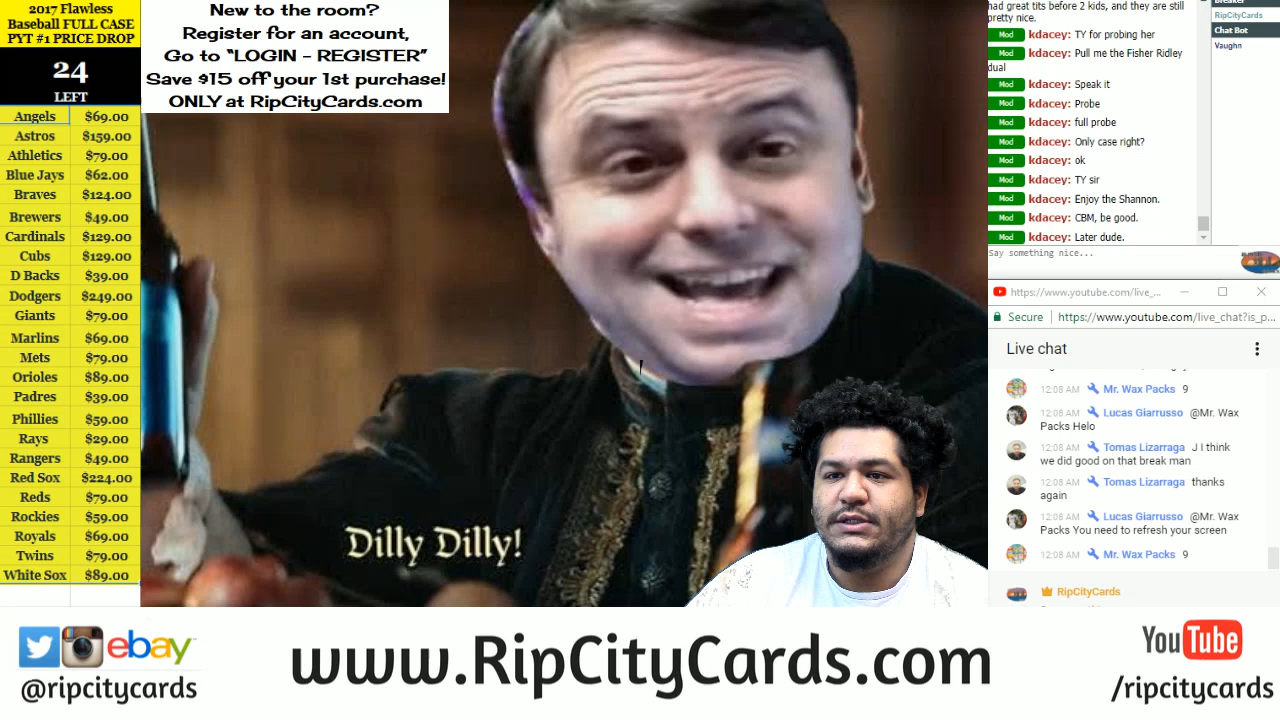 2017 Flawless
Baseball FULL CASE
PYT #1 PRICE DROP
24
LEFT
Angels $69.00
Astros $159.00
Athletics $79.00
Blue Jays $62.00
Braves $124.00
Brewers $49.00
Cardinals $129.00
Cubs $129.00
D Backs $39.00
Dodgers $249.00
Giants $79.00
Marlins $69.00
Mets $79.00
Orioles $89.00
Padres $39.00
Phillies $59.00
Rays $29.00
Rangers $49.00
Red Sox $224.00
Reds $79.00
Rockies $59.00
Royals $69.00
Twins $79.00
White Sox $89.00
New to the room?
Register for an account,
Go to “LOGIN - REGISTER”
Save $15 off your 1st purchase!
ONLY at RipCityCards.com
Dilly Dilly!
had great tits before 2 kids, and they are still
pretty nice.
Mod kdacey: TY for probing her
Mod kdacey: Pull me the Fisher Ridley
dual
Mod kdacey: Speak it
Mod kdacey: Probe
Mod kdacey: full probe
Mod kdacey: Only case right?
Mod kdacey: ok
Mod kdacey: TY sir
Mod kdacey: Enjoy the Shannon.
Mod kdacey: CBM, be good.
Mod kdacey: Later dude.
Say something nice...
Breaker
RipCityCards
Chat Bot
Vaughn
https://www.youtube.com/live_...
Secure https://www.youtube.com/live_chat?is_p...
Live chat
12:08 AM Mr. Wax Packs 9
12:08 AM Lucas Giarrusso @Mr. Wax
Packs Helo
12:08 AM Tomas Lizarraga J I think
we did good on that break man
12:08 AM Tomas Lizarraga thanks
again
12:08 AM Lucas Giarrusso @Mr. Wax
Packs You need to refresh your screen
12:08 AM Mr. Wax Packs 9
RipCityCards
ebay
@ripcitycards
www.RipCityCards.com
YouTube
/ripcitycards